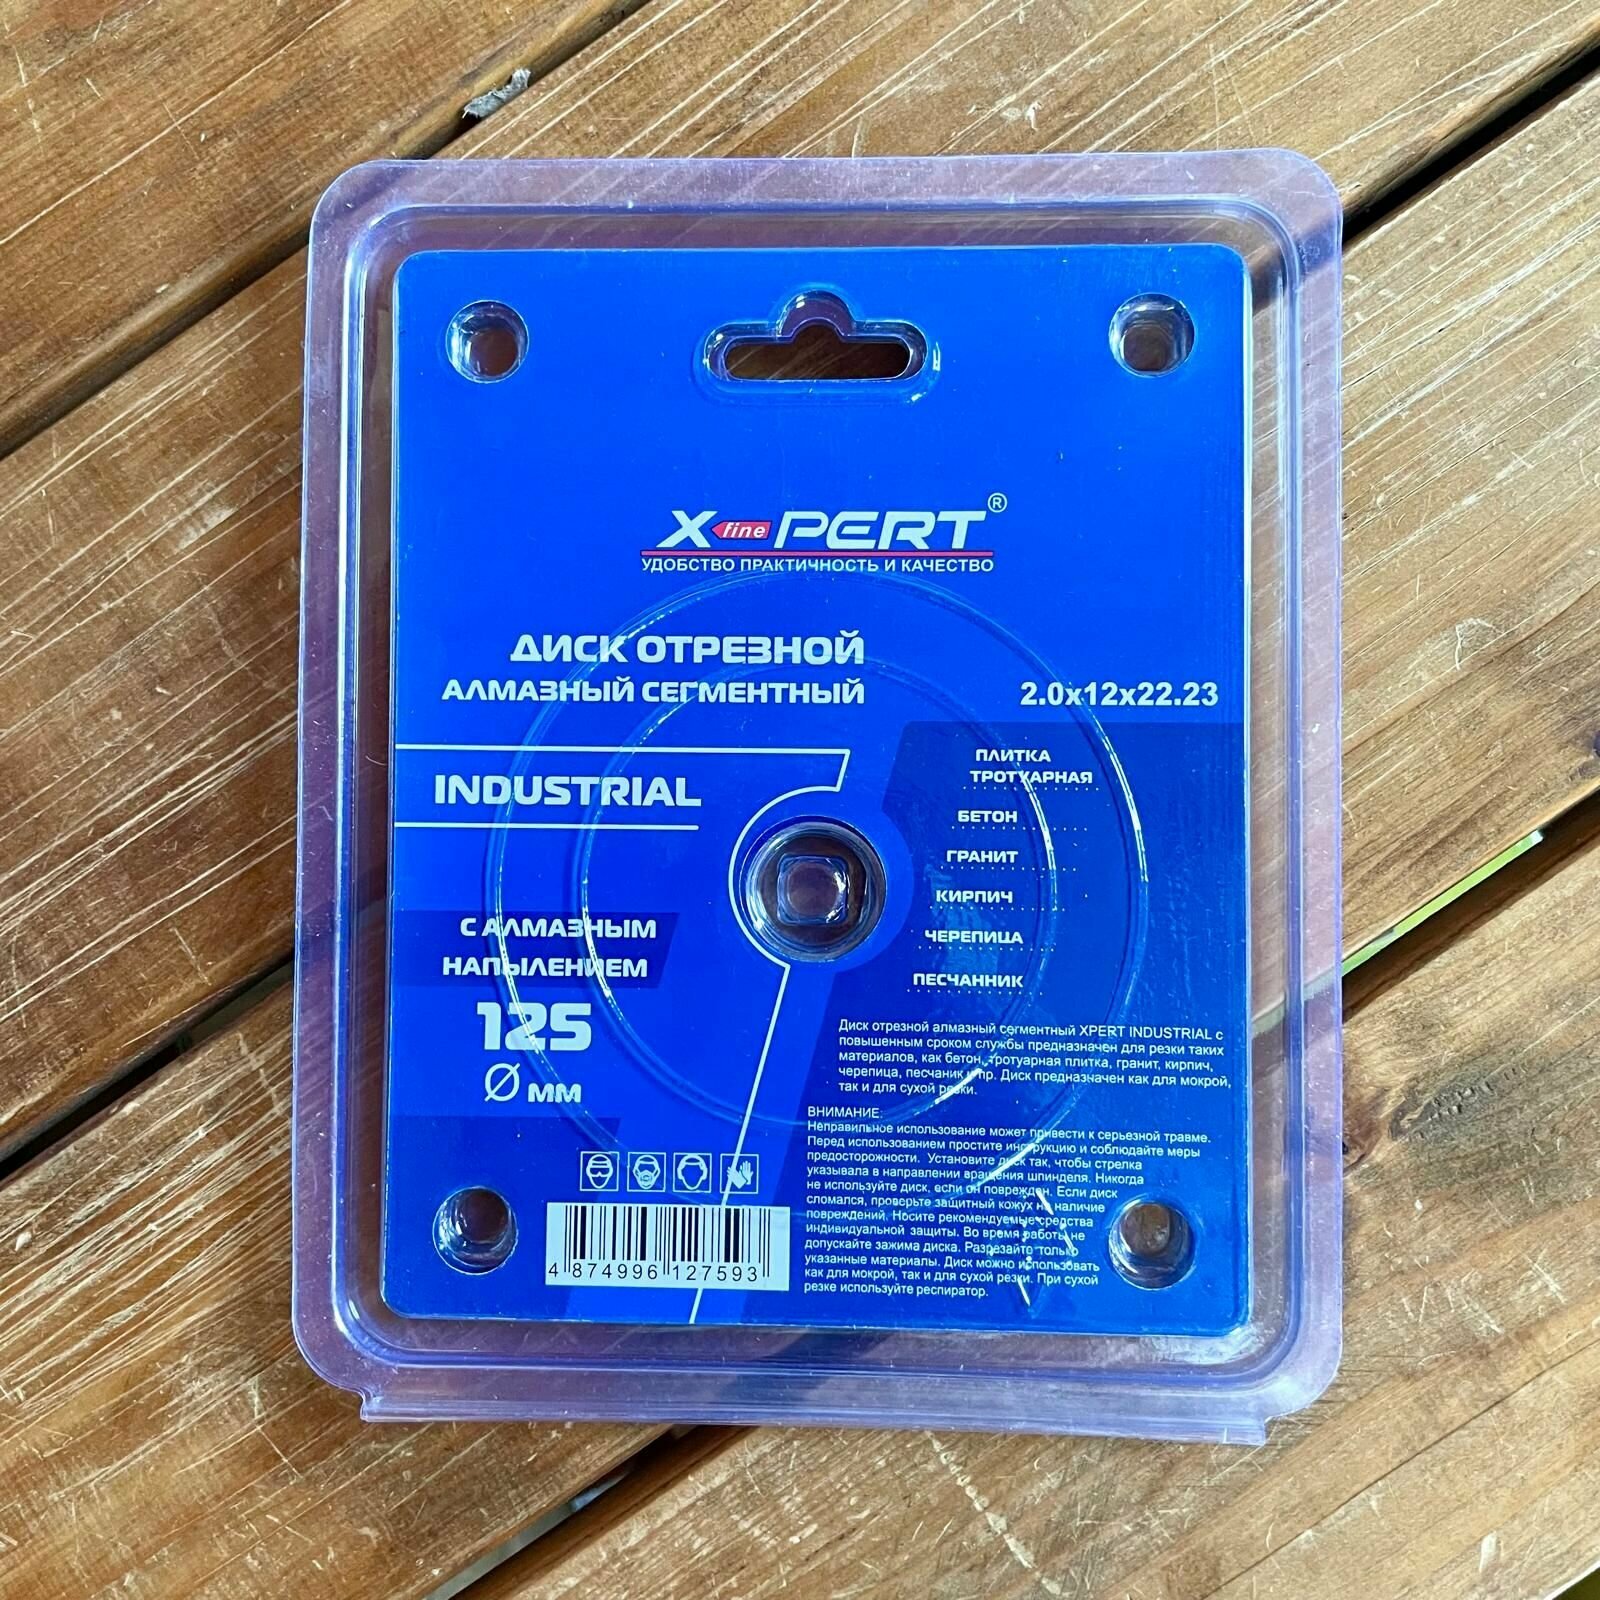 X fine PERT®
УДОБСТВО ПРАКТИЧНОСТЬ И КАЧЕСТВО
ДИСК ОТРЕЗНОЙ
АЛМАЗНЫЙ СЕГМЕНТНЫЙ
2.0x12x22.23
INDUSTRIAL
ПЛИТКА
ТРОТУАРНАЯ
БЕТОН
ГРАНИТ
КИРПИЧ
ЧЕРЕПИЦА
ПЕСЧАННИК
С АЛМАЗНЫМ
НАПЫЛЕНИЕМ
125
Ø ММ
Диск отрезной алмазный сегментный XPERT INDUSTRIAL с
повышенным сроком службы предназначен для резки таких
материалов, как бетон, тротуарная плитка, гранит, кирпич,
черепица, песчаник и пр. Диск предназначен как для мокрой,
так и для сухой резки.
ВНИМАНИЕ:
Неправильное использование может привести к серьезной травме.
Перед использованием простите инструкцию и соблюдайте меры
предосторожности. Установите диск так, чтобы стрелка
указывала в направлении вращения шпинделя. Никогда
не используйте диск, если он поврежден. Если диск
сломался, проверьте защитный кожух на наличие
повреждений. Носите рекомендуемые средства
индивидуальной защиты. Во время работы не
допускайте зажима диска. Разрезайте только
указанные материалы. Диск можно использовать
как для мокрой, так и для сухой резки. При сухой
резке используйте респиратор.
4 874996 127593